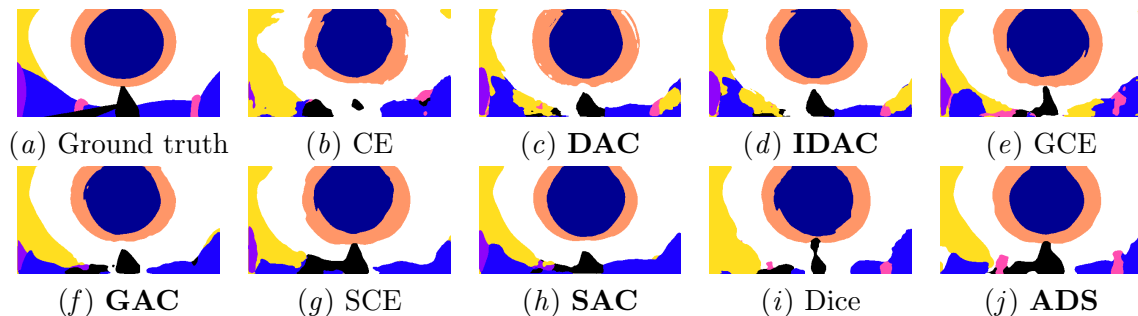 (a) Ground truth (b) CE (c) DAC (d) IDAC (e) GCE
(f) GAC (g) SCE (h) SAC (i) Dice (j) ADS